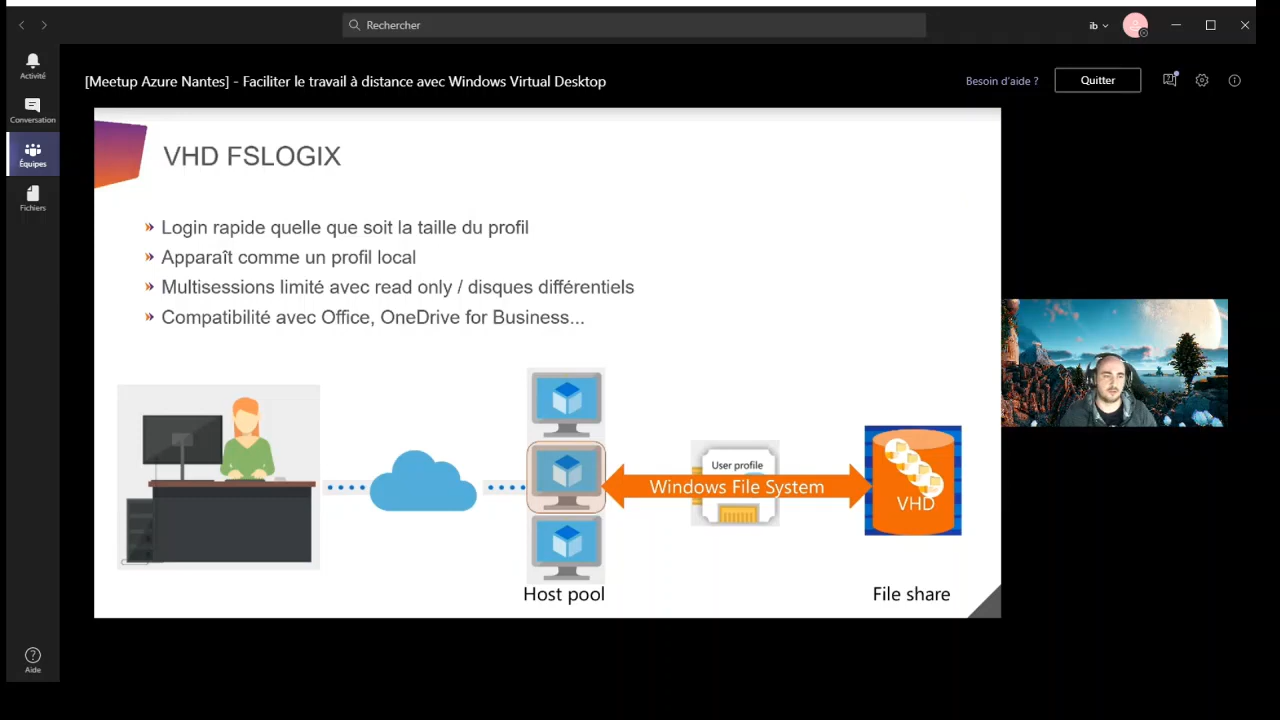 Rechercher
ib
Activité
Conversation
Équipes
Fichiers
Aide
[Meetup Azure Nantes] - Faciliter le travail à distance avec Windows Virtual Desktop
Besoin d'aide ?
Quitter
VHD FSLOGIX
Login rapide quelle que soit la taille du profil
Apparaît comme un profil local
Multisessions limité avec read only / disques différentiels
Compatibilité avec Office, OneDrive for Business...
User profile
Windows File System
VHD
Host pool
File share